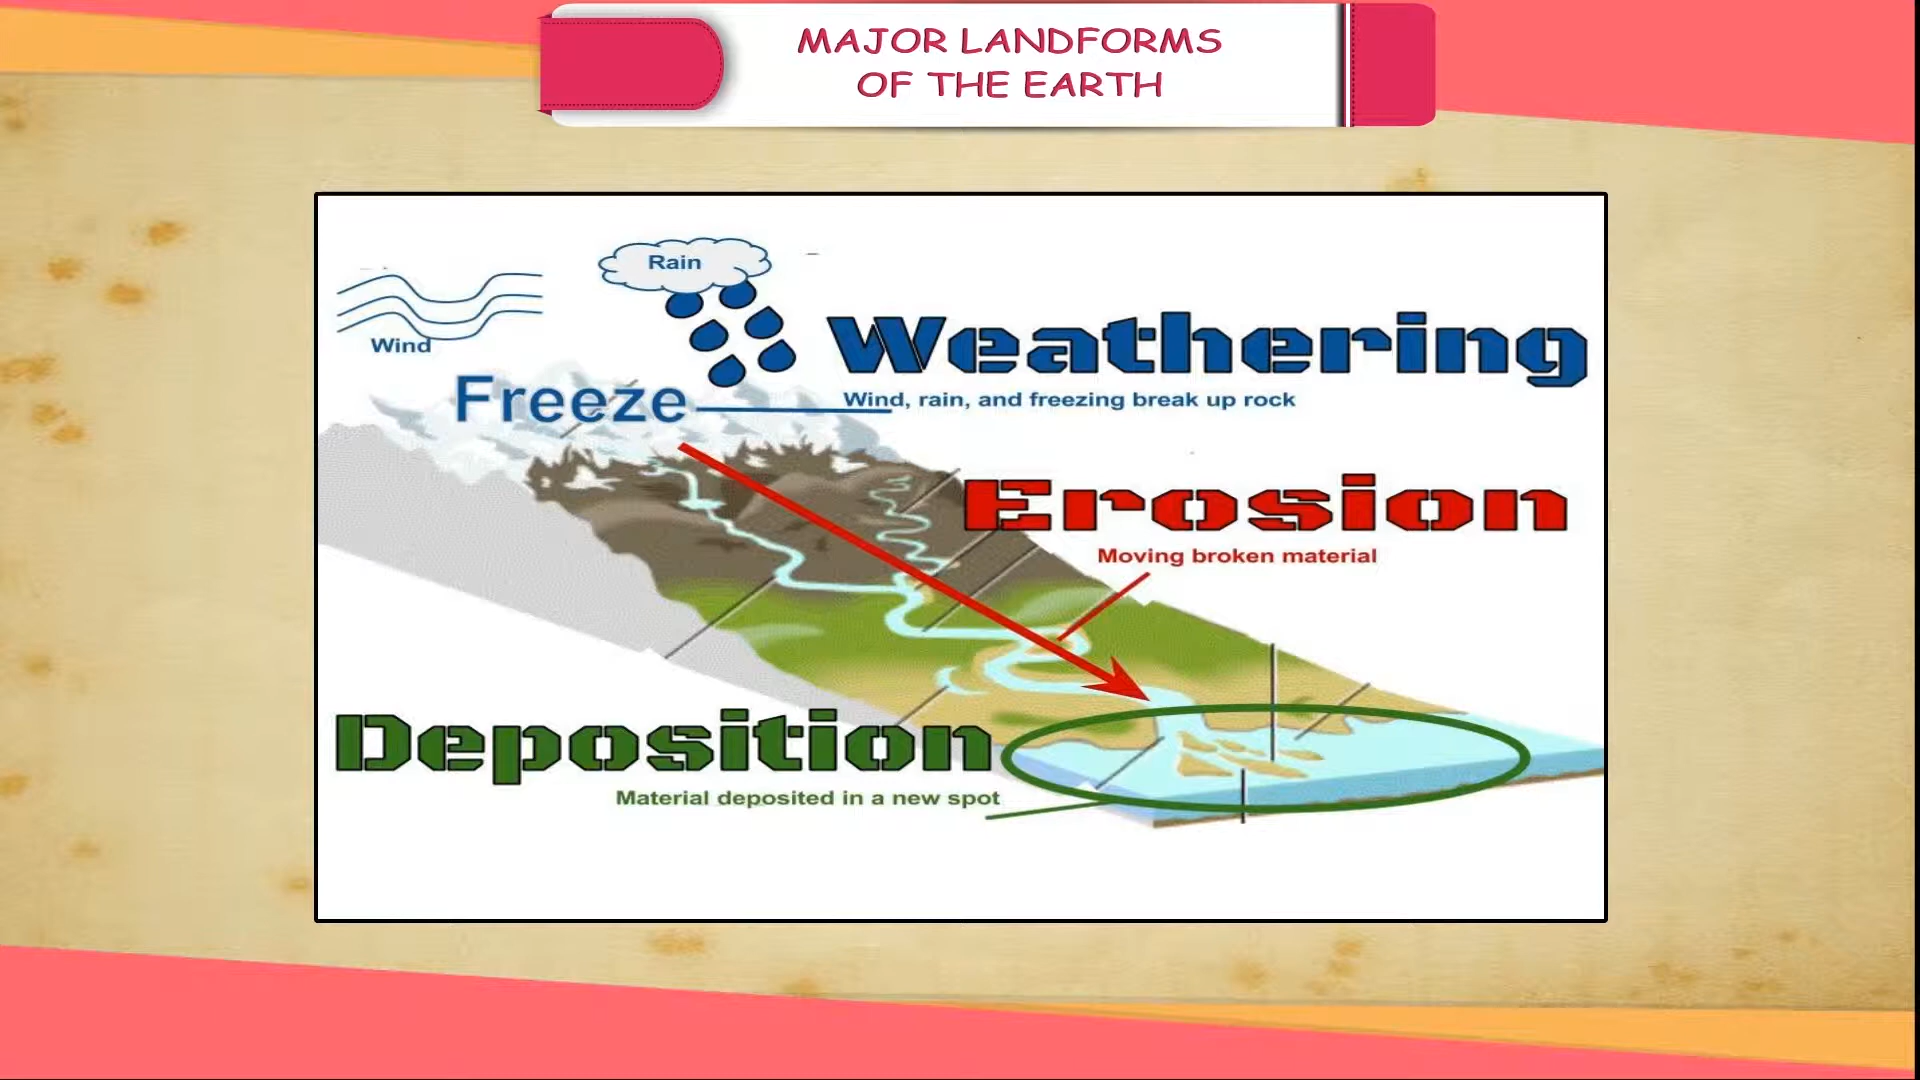 MAJOR LANDFORMS
OF THE EARTH
Rain
Wind
Freeze
Weathering
Wind, rain, and freezing break up rock
Erosion
Moving broken material
Deposition
Material deposited in a new spot